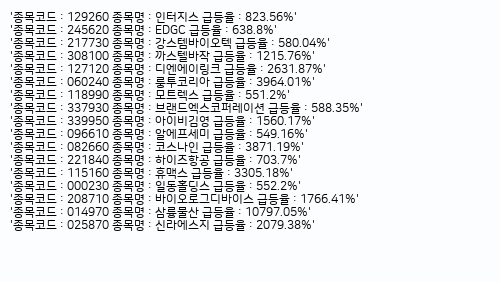 '종목코드 : 129260 종목명 : 인터지스 급등율 : 823.56%'
'종목코드 : 245620 종목명 : EDGC 급등율 : 638.8%'
'종목코드 : 217730 종목명 : 강스템바이오텍 급등율 : 580.04%'
'종목코드 : 308100 종목명 : 까스텔바작 급등율 : 1215.76%'
'종목코드 : 127120 종목명 : 디엔에이링크 급등율 : 2631.87%'
'종목코드 : 060240 종목명 : 룽투코리아 급등율 : 3964.01%'
'종목코드 : 118990 종목명 : 모트렉스 급등율 : 551.2%'
'종목코드 : 337930 종목명 : 브랜드엑스코퍼레이션 급등율 : 588.35%'
'종목코드 : 339950 종목명 : 아이비김영 급등율 : 1560.17%'
'종목코드 : 096610 종목명 : 알에프세미 급등율 : 549.16%'
'종목코드 : 082660 종목명 : 코스나인 급등율 : 3871.19%'
'종목코드 : 221840 종목명 : 하이즈항공 급등율 : 703.7%'
'종목코드 : 115160 종목명 : 휴맥스 급등율 : 3305.18%'
'종목코드 : 000230 종목명 : 일동홀딩스 급등율 : 552.2%'
'종목코드 : 208710 종목명 : 바이오로그디바이스 급등율 : 1766.41%'
'종목코드 : 014970 종목명 : 삼륭물산 급등율 : 10797.05%'
'종목코드 : 025870 종목명 : 신라에스지 급등율 : 2079.38%'